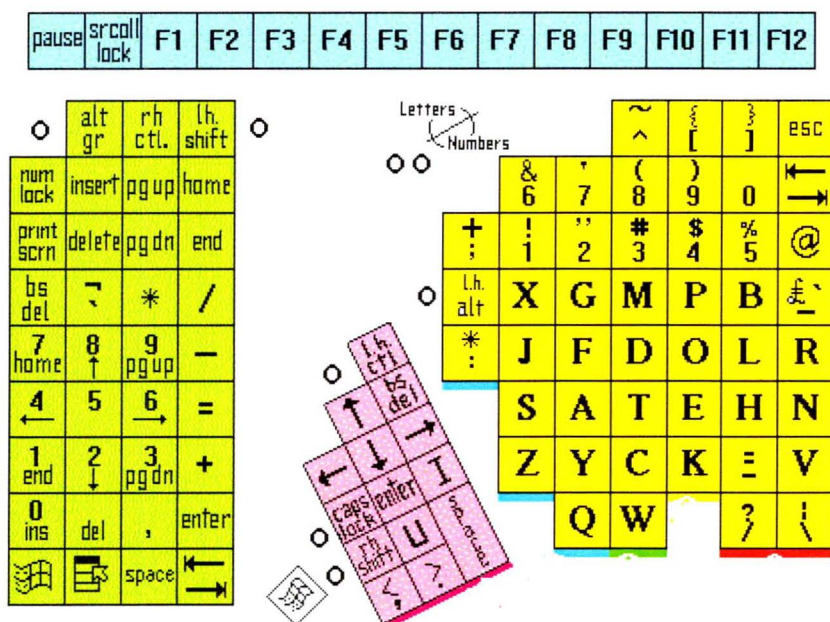 pause srcoll lock F1 F2 F3 F4 F5 F6 F7 F8 F9 F10 F11 F12
alt gr rh ctl. lh. shift
Letters
Numbers
~ ^ { [ } ] esc
num lock insert pg up home
& 6 ' 7 ( 8 ) 9 0
print scrn delete pg dn end
+ ; ! 1 '' 2 # 3 $ 4 % 5 @
bs del ¬ ` * /
l.h. alt X G M P B £ ` _
7 home 8 ↑ 9 pg up −
* : J F D O L R
4 ← 5 6 → =
S A T E H N
1 end 2 ↓ 3 pg dn +
Z Y C K = - V
0 ins del , enter
Q W ? / ¦ \
space
l.h. ctl
↑ bs del
← ↓ →
caps lock enter I
rh shift U space
< , > .